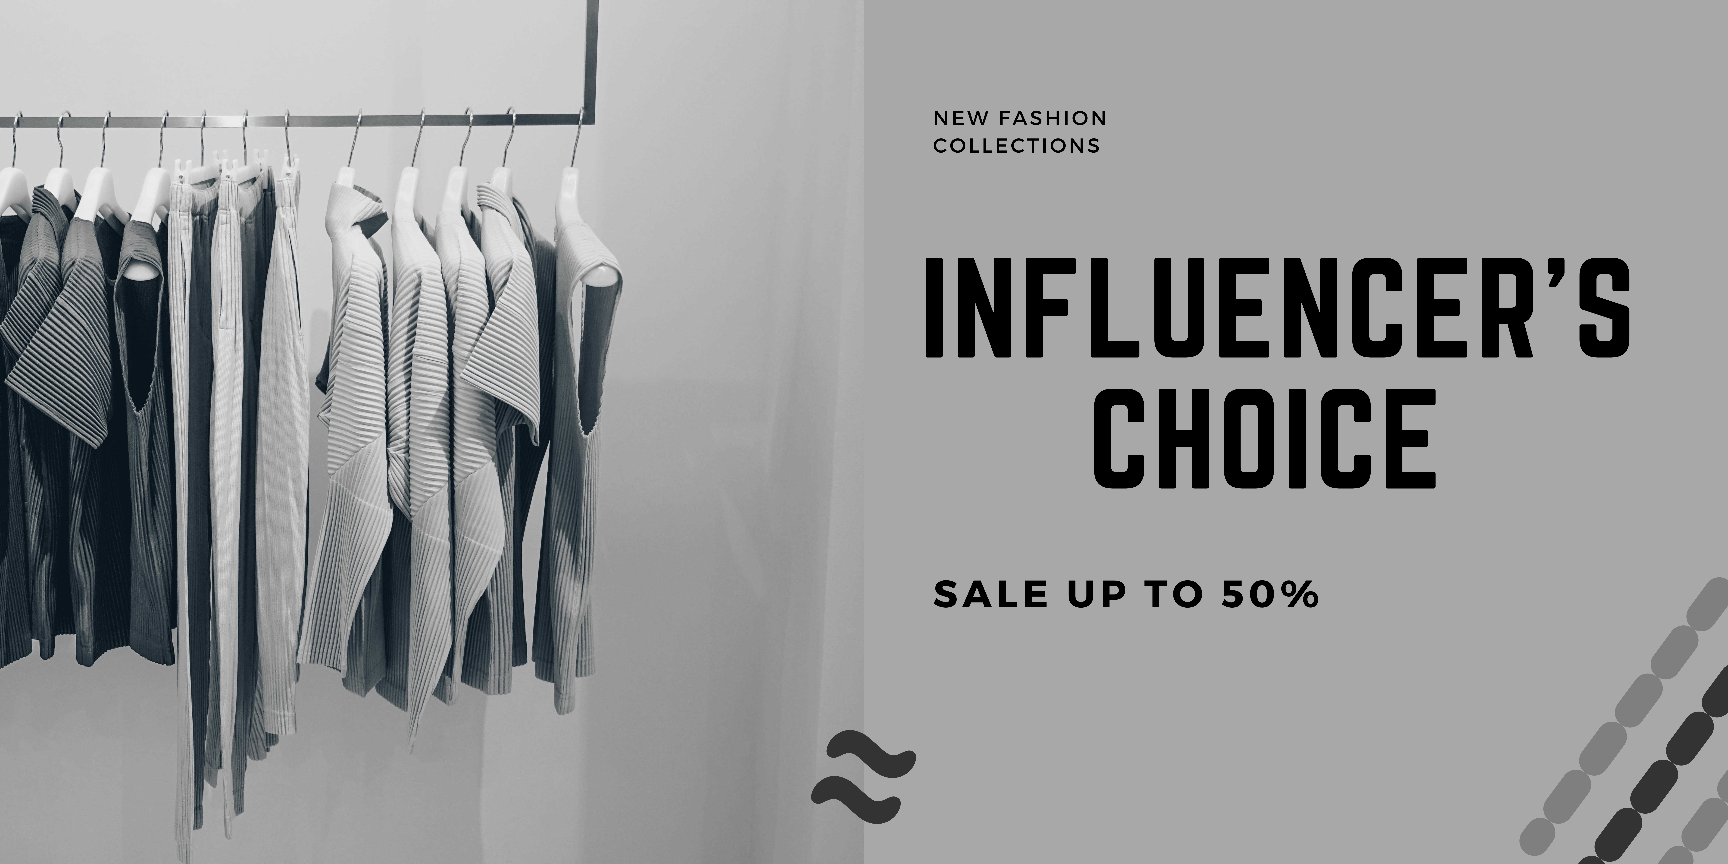 NEW FASHION
COLLECTIONS
INFLUENCER'S
CHOICE
SALE UP TO 50%